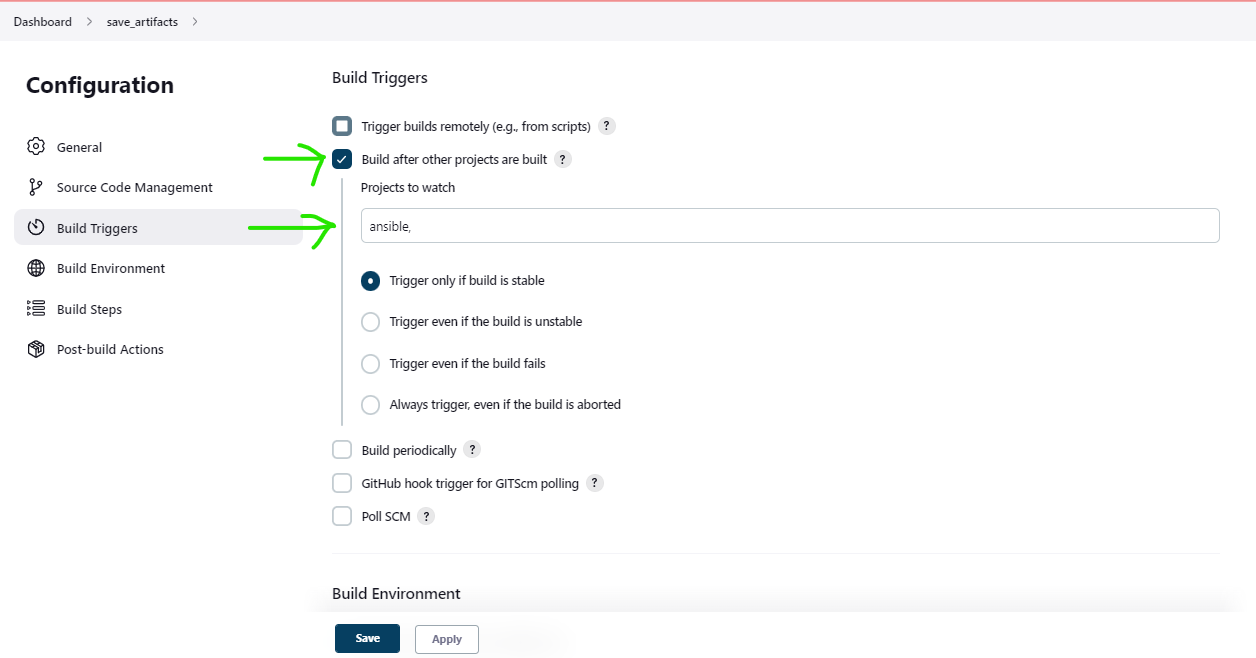 Dashboard > save_artifacts >
Configuration
General
Source Code Management
Build Triggers
Build Environment
Build Steps
Post-build Actions
Build Triggers
Trigger builds remotely (e.g., from scripts) ?
Build after other projects are built ?
Projects to watch
ansible,
Trigger only if build is stable
Trigger even if the build is unstable
Trigger even if the build fails
Always trigger, even if the build is aborted
Build periodically ?
GitHub hook trigger for GITScm polling ?
Poll SCM ?
Build Environment
Save Apply